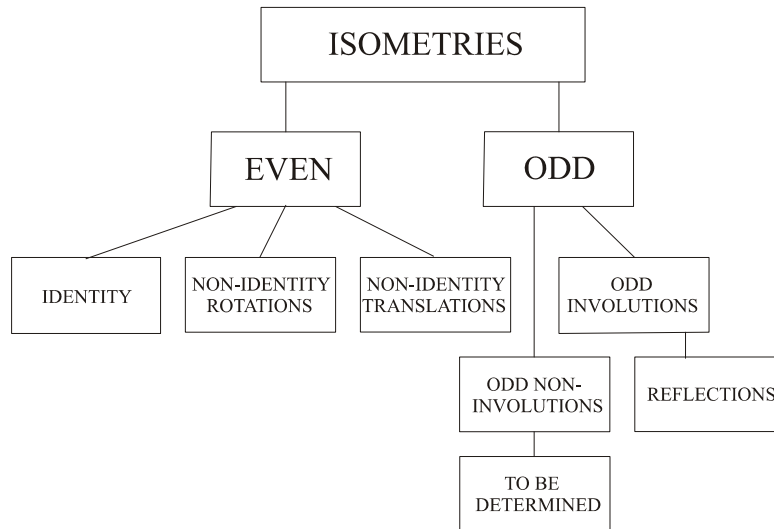 ISOMETRIES
EVEN
ODD
IDENTITY
NON-IDENTITY
ROTATIONS
NON-IDENTITY
TRANSLATIONS
ODD
INVOLUTIONS
ODD NON-
INVOLUTIONS
REFLECTIONS
TO BE
DETERMINED